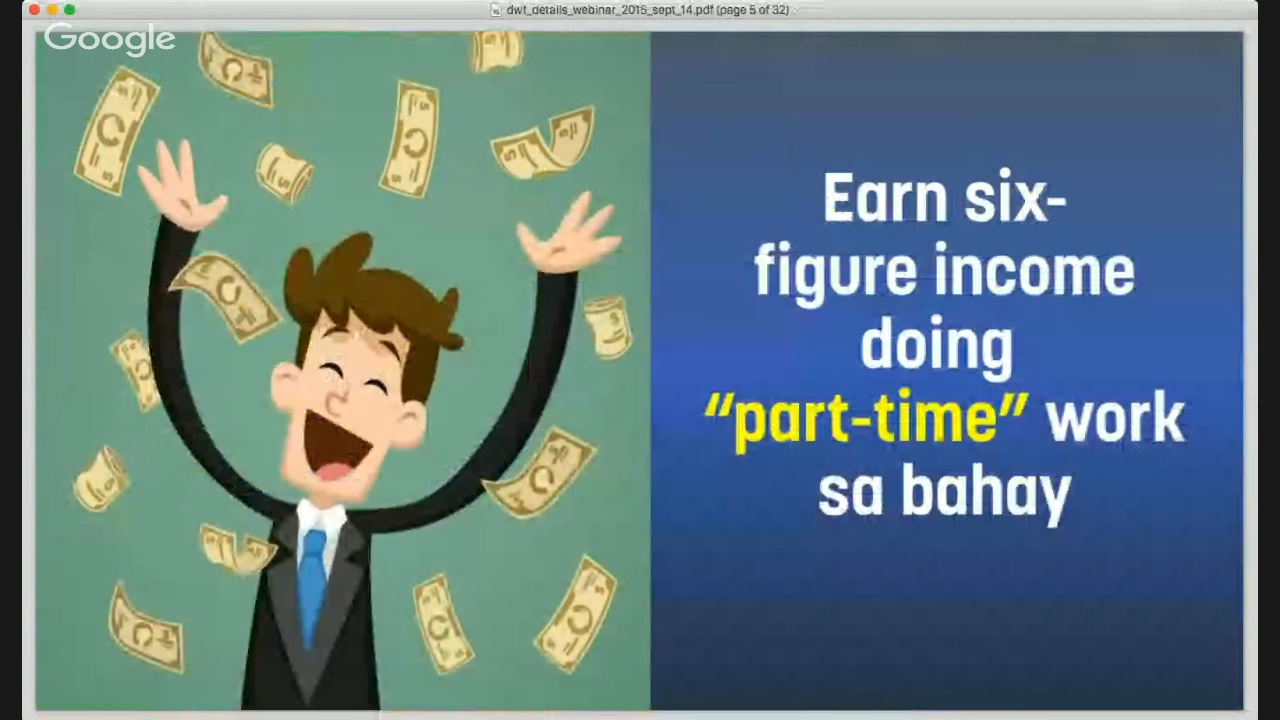 dwf_details_webinar_2015_sept_14.pdf (page 5 of 32)
Google
Earn six-
figure income
doing
“part-time” work
sa bahay